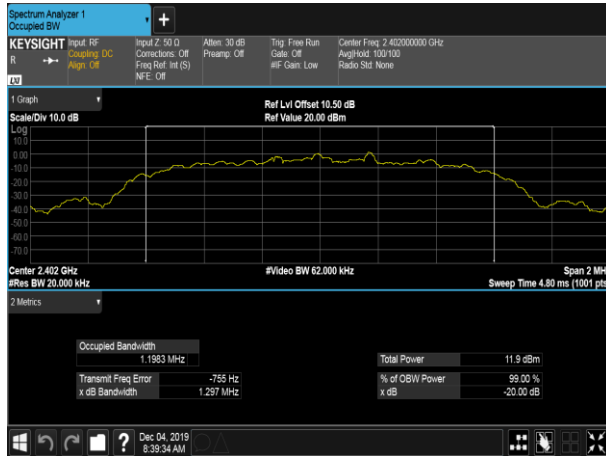 Spectrum Analyzer 1
Occupied BW
+
KEYSIGHT Input: RF Input Z: 50 Ω Atten: 30 dB Trig: Free Run Center Freq: 2.402000000 GHz
R Coupling: DC Corrections: Off Preamp: Off Gate: Off Avg|Hold: 100/100
Align: Off Freq Ref: Int (S) #IF Gain: Low Radio Std: None
LXI NFE: Off
1 Graph
Ref Lvl Offset 10.50 dB
Scale/Div 10.0 dB Ref Value 20.00 dBm
Log
10.0
0.00
-10.0
-20.0
-30.0
-40.0
-50.0
-60.0
-70.0
Center 2.402 GHz #Video BW 62.000 kHz Span 2 MH
#Res BW 20.000 kHz Sweep Time 4.80 ms (1001 pts
2 Metrics
Occupied Bandwidth
1.1983 MHz Total Power 11.9 dBm
Transmit Freq Error -755 Hz % of OBW Power 99.00 %
x dB Bandwidth 1.297 MHz x dB -20.00 dB
? Dec 04, 2019
8:39:34 AM